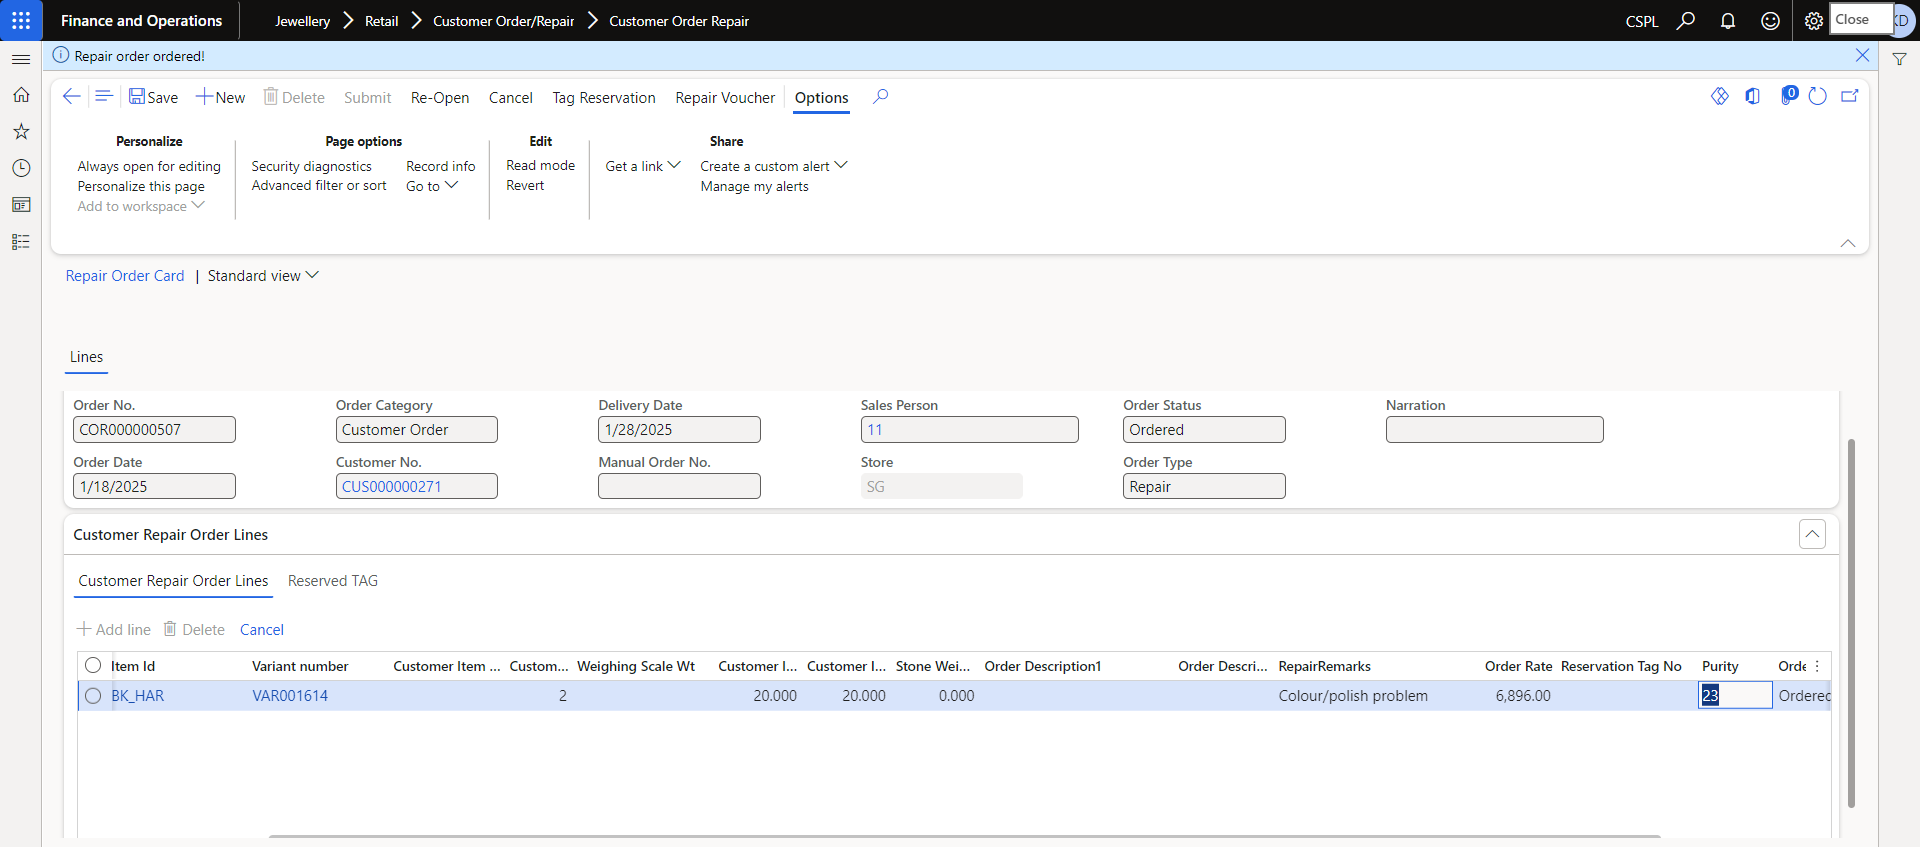 Finance and Operations
Jewellery > Retail > Customer Order/Repair > Customer Order Repair
CSPL
Close
Repair order ordered!
Save New Delete Submit Re-Open Cancel Tag Reservation Repair Voucher Options
0
Personalize
Always open for editing
Personalize this page
Add to workspace
Page options
Security diagnostics
Advanced filter or sort
Record info
Go to
Edit
Read mode
Revert
Get a link
Share
Create a custom alert
Manage my alerts
Repair Order Card | Standard view
Lines
Order No. Order Category Delivery Date Sales Person Order Status Narration
COR000000507 Customer Order 1/28/2025 11 Ordered
Order Date Customer No. Manual Order No. Store Order Type
1/18/2025 CUS000000271 SG Repair
Customer Repair Order Lines
Customer Repair Order Lines Reserved TAG
Add line Delete Cancel
Item Id Variant number Customer Item ... Custom... Weighing Scale Wt Customer I... Customer I... Stone Wei... Order Description1 Order Descri... RepairRemarks Order Rate Reservation Tag No Purity Orde
BK_HAR VAR001614 2 20.000 20.000 0.000 Colour/polish problem 6,896.00 23 Ordered